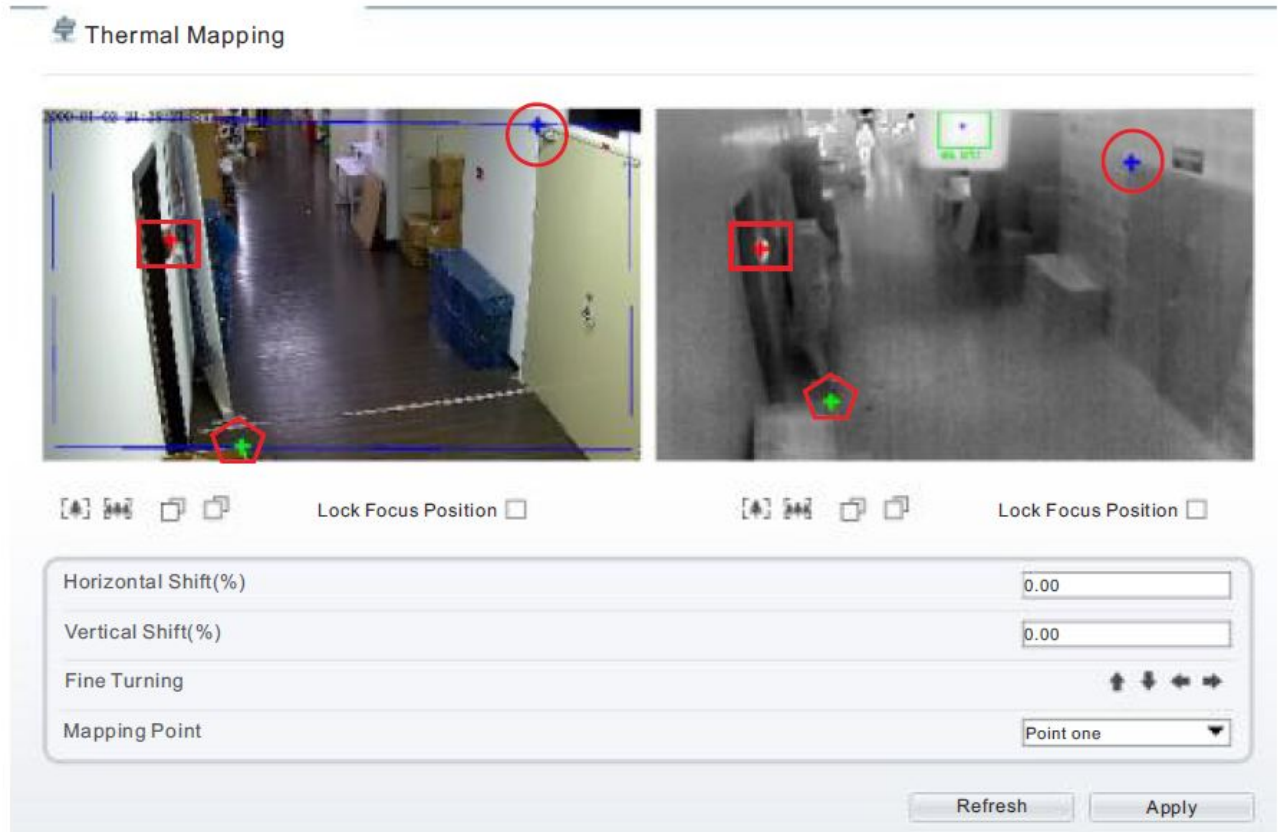 Thermal Mapping
Lock Focus Position
Lock Focus Position
Horizontal Shift(%)
0.00
Vertical Shift(%)
0.00
Fine Turning
Mapping Point
Point one
Refresh
Apply